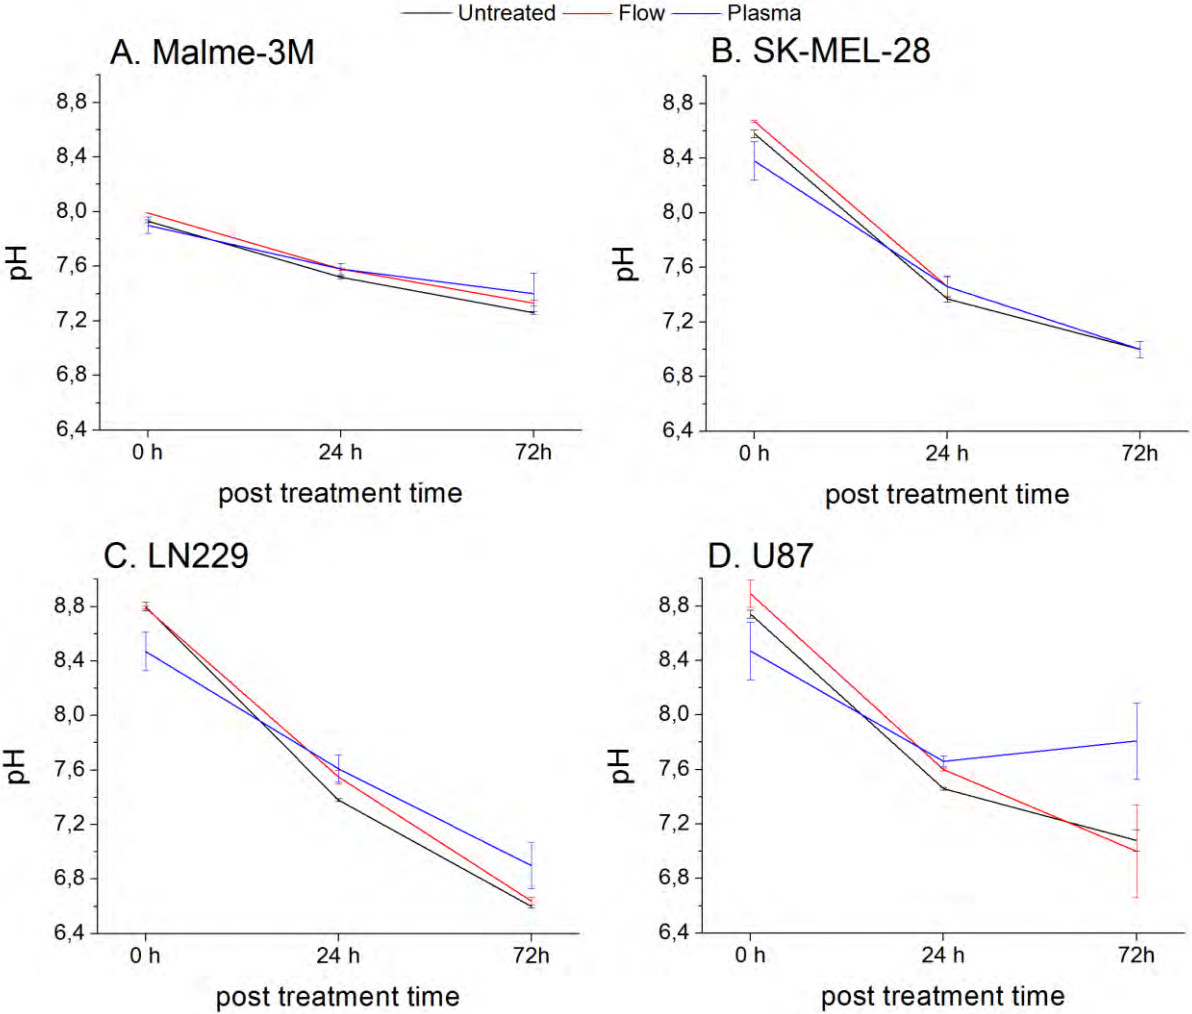 Untreated Flow Plasma
A. Malme-3M
8,8
8,4
8,0
7,6
7,2
6,8
6,4
pH
0 h 24 h 72h
post treatment time
B. SK-MEL-28
8,8
8,4
8,0
7,6
7,2
6,8
6,4
pH
0 h 24 h 72h
post treatment time
C. LN229
8,8
8,4
8,0
7,6
7,2
6,8
6,4
pH
0 h 24 h 72h
post treatment time
D. U87
8,8
8,4
8,0
7,6
7,2
6,8
6,4
pH
0 h 24 h 72h
post treatment time